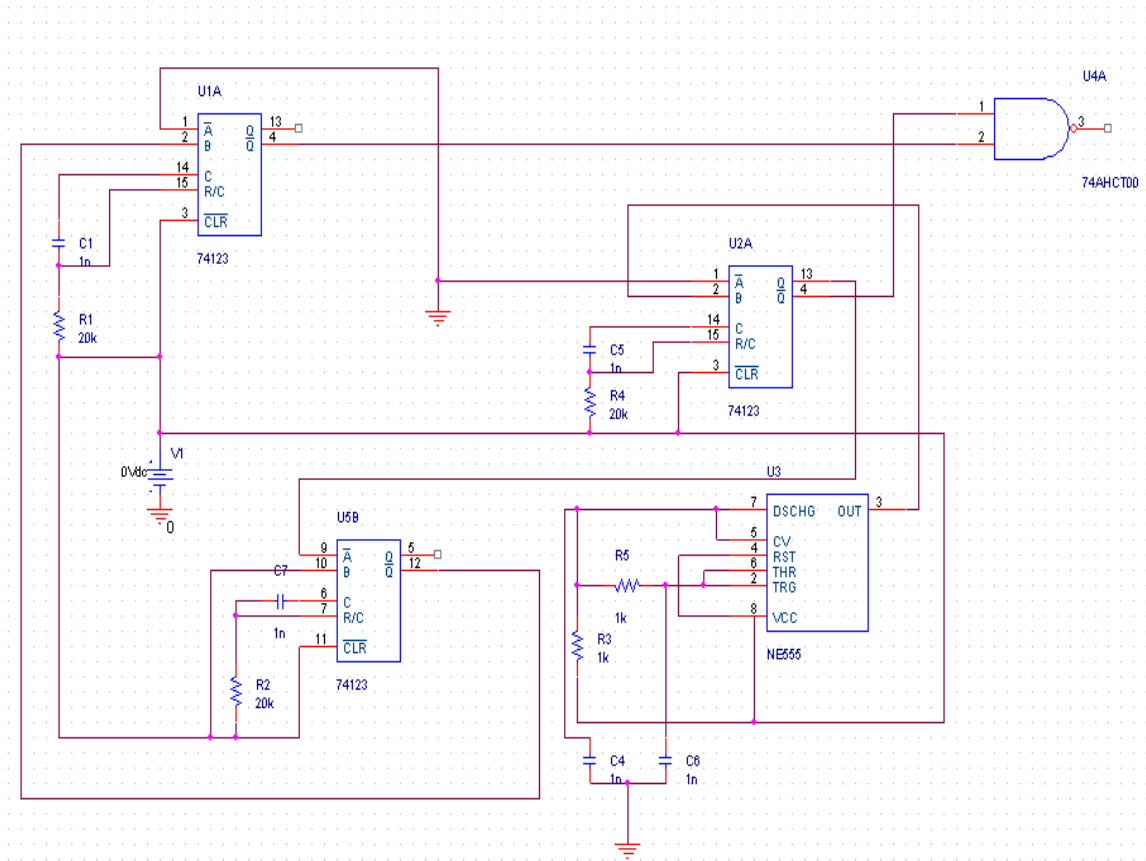 U4A
1
2
3
74AHCT00
U1A
1 A Q 13
2 B Q 4
14 C
15 R/C
3 CLR
74123
C1
1n
R1
20k
U2A
1 A Q 13
2 B Q 4
14 C
15 R/C
3 CLR
74123
C5
1n
R4
20k
V1
0Vdc
0
U3
7 DSCHG OUT 3
5 CV
4 RST
6 THR
2 TRG
8 VCC
NE555
U5B
9 A Q 5
10 B Q 12
6 C
7 R/C
11 CLR
74123
C7
1n
R2
20k
R5
1k
R3
1k
C4
1n
C6
1n